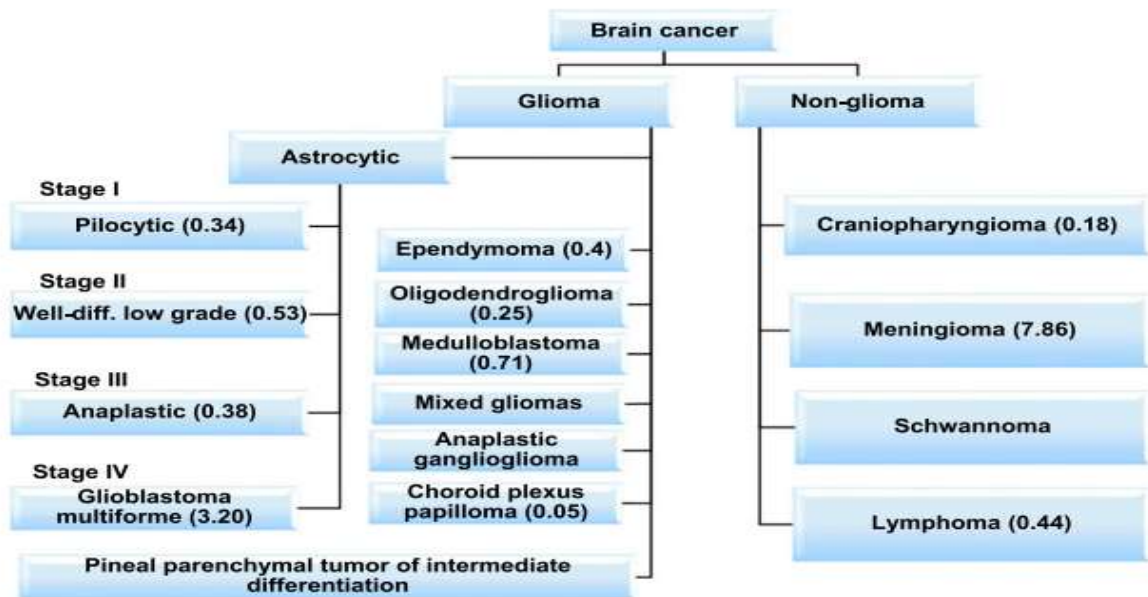 Brain cancer
Glioma
Non-glioma
Astrocytic
Stage I
Pilocytic (0.34)
Stage II
Well-diff. low grade (0.53)
Stage III
Anaplastic (0.38)
Stage IV
Glioblastoma
multiforme (3.20)
Ependymoma (0.4)
Oligodendroglioma
(0.25)
Medulloblastoma
(0.71)
Mixed gliomas
Anaplastic
ganglioglioma
Choroid plexus
papilloma (0.05)
Pineal parenchymal tumor of intermediate
differentiation
Craniopharyngioma (0.18)
Meningioma (7.86)
Schwannoma
Lymphoma (0.44)